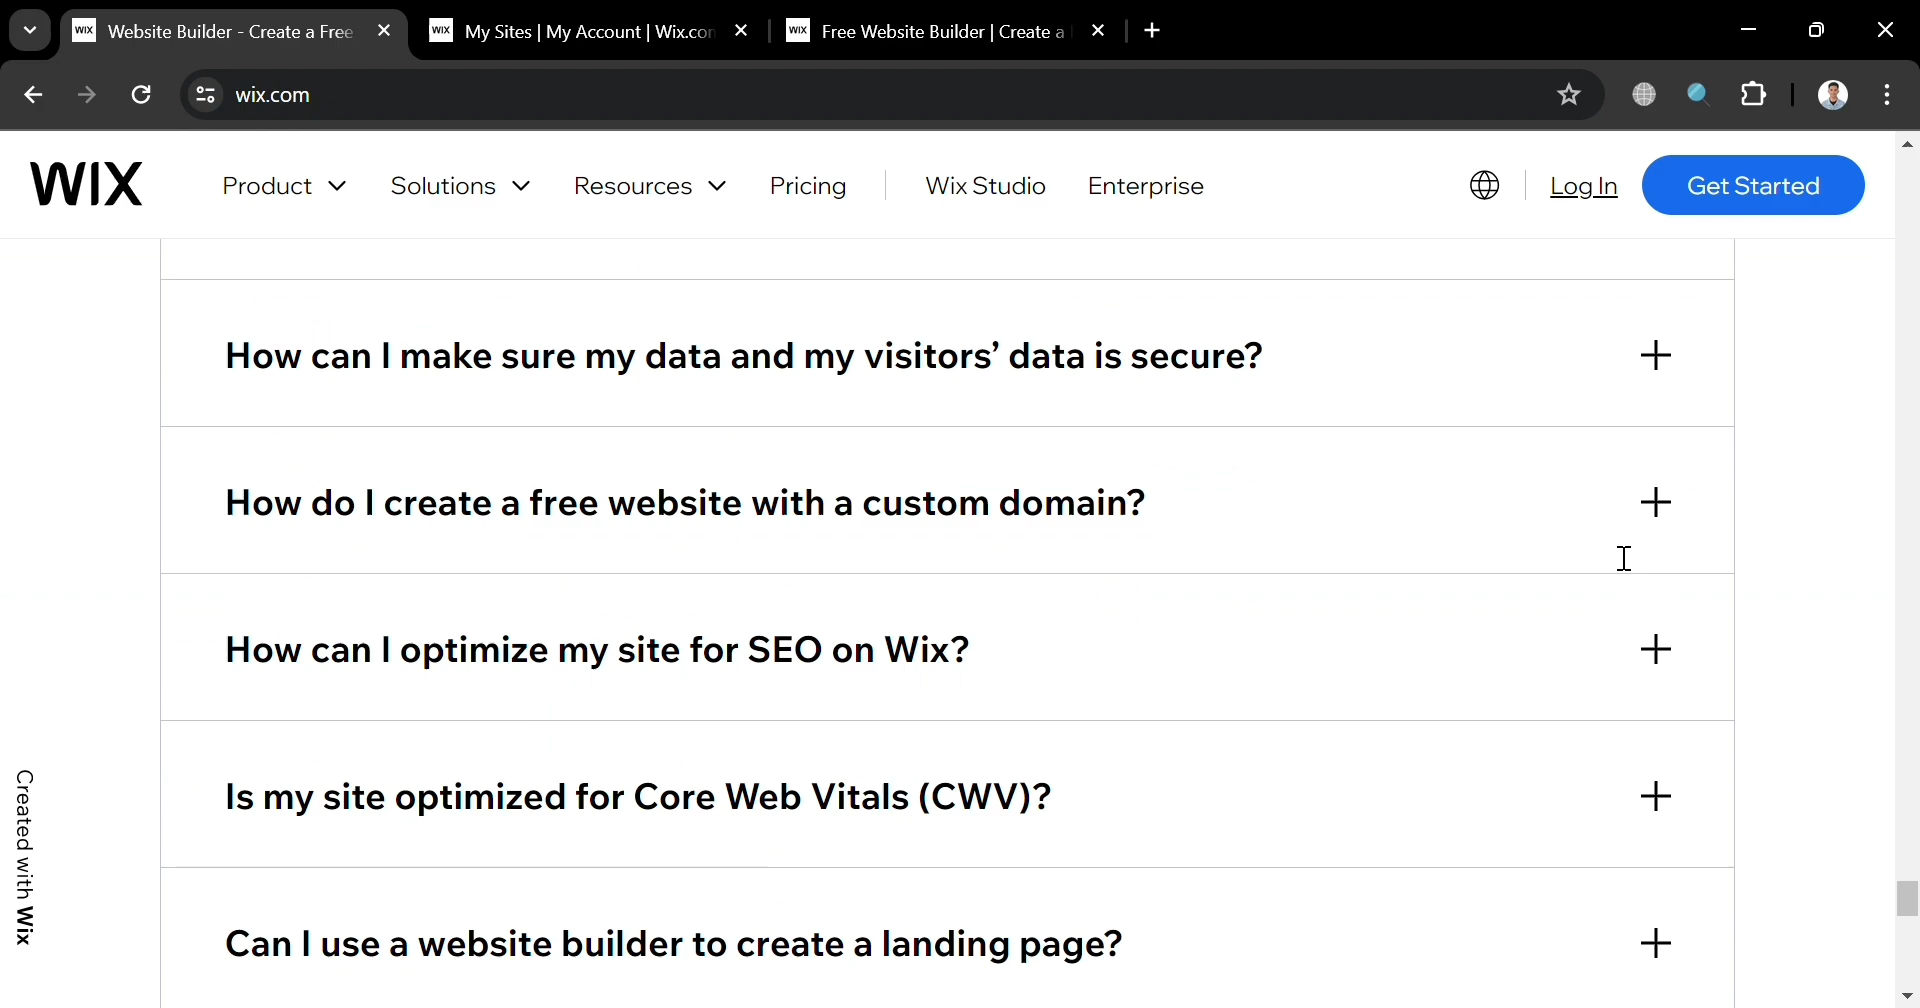 WIX Website Builder - Create a Free
WIX My Sites | My Account | Wix.co
WIX Free Website Builder | Create a
wix.com
WIX
Product
Solutions
Resources
Pricing
Wix Studio
Enterprise
Log In
Get Started
How can I make sure my data and my visitors’ data is secure?
How do I create a free website with a custom domain?
How can I optimize my site for SEO on Wix?
Is my site optimized for Core Web Vitals (CWV)?
Can I use a website builder to create a landing page?
Created with Wix